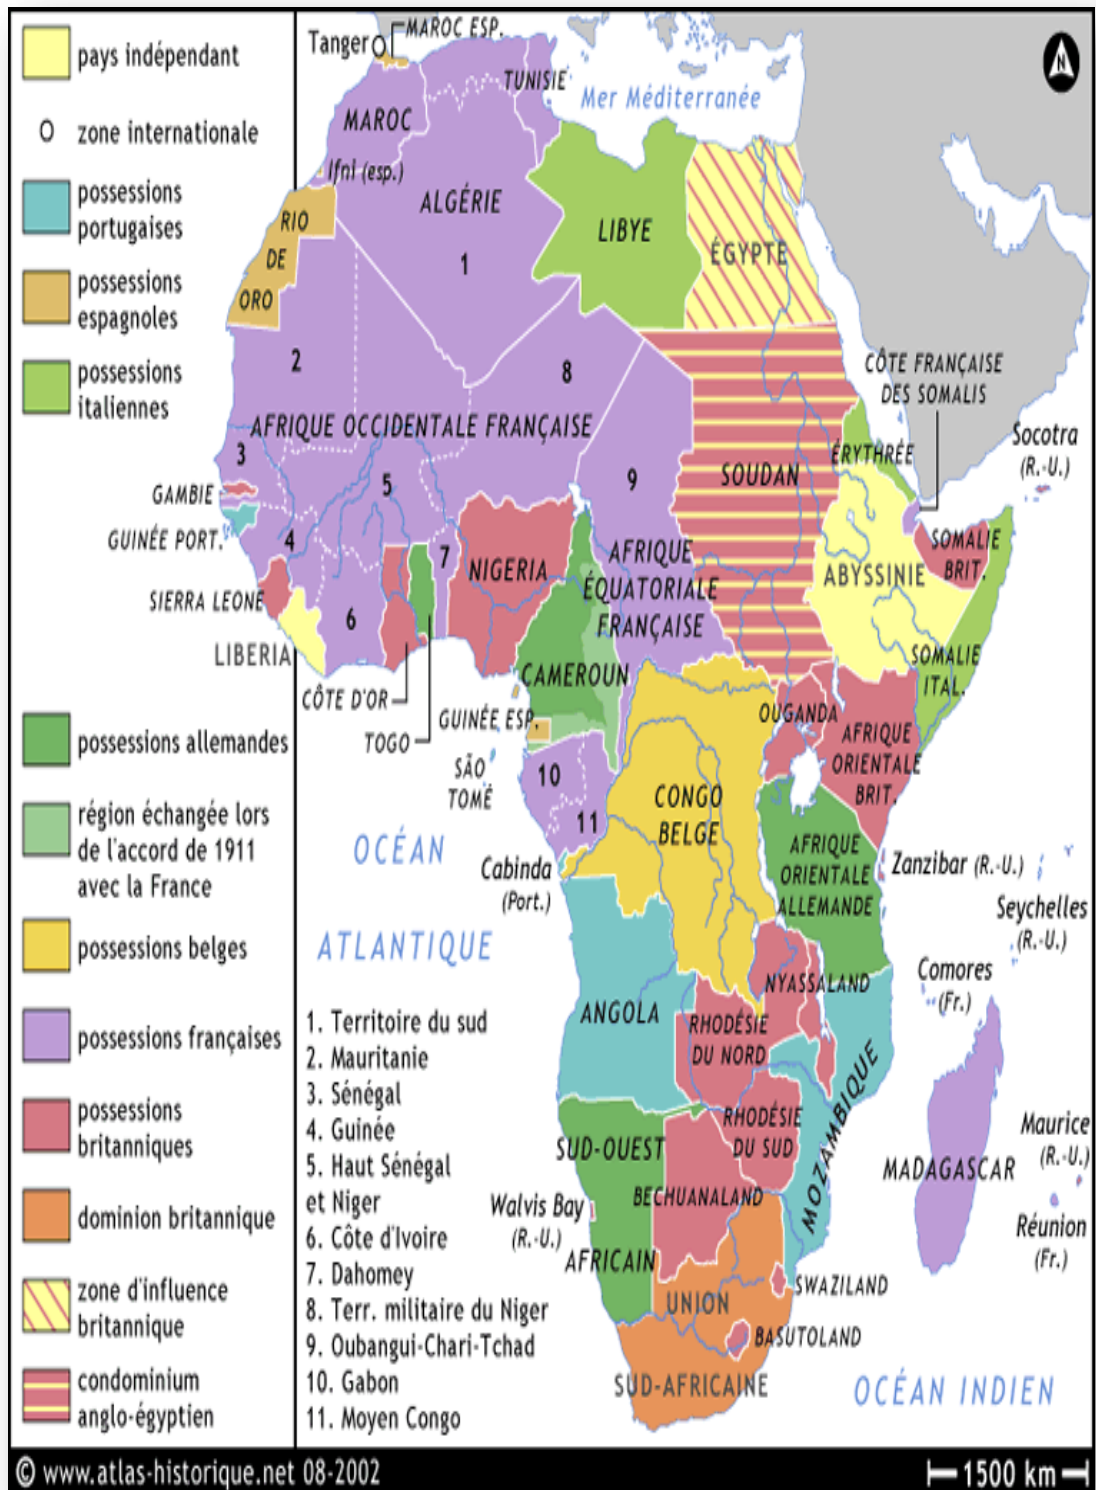 pays indépendant
zone internationale
possessions
portugaises
possessions
espagnoles
possessions
italiennes
possessions allemandes
région échangée lors
de l'accord de 1911
avec la France
possessions belges
possessions françaises
possessions
britanniques
dominion britannique
zone d'influence
britannique
condominium
anglo-égyptien
Tanger
MAROC ESP.
N
TUNISIE
Mer Méditerranée
MAROC
Ifni (esp.)
ALGÉRIE
1
LIBYE
ÉGYPTE
RIO
DE
ORO
2
8
CÔTE FRANÇAISE
DES SOMALIS
AFRIQUE OCCIDENTALE FRANÇAISE
Socotra
(R.-U.)
3
5
9
SOUDAN
ÉRYTHRÉE
GAMBIE
GUINÉE PORT.
4
7
NIGERIA
AFRIQUE
ÉQUATORIALE
FRANÇAISE
ABYSSINIE
SOMALIE
BRIT.
SIERRA LEONE
6
LIBERIA
SOMALIE
ITAL.
CÔTE D'OR
TOGO
CAMEROUN
GUINÉE ESP.
OUGANDA
AFRIQUE
ORIENTALE
BRIT.
SÃO
TOMÉ
10
11
CONGO
BELGE
OCÉAN
ATLANTIQUE
Cabinda
(Port.)
AFRIQUE
ORIENTALE
ALLEMANDE
Zanzibar (R.-U.)
Seychelles
(R.-U.)
Comores
(Fr.)
ANGOLA
NYASSALAND
RHODÉSIE
DU NORD
RHODÉSIE
DU SUD
MOZAMBIQUE
MADAGASCAR
Maurice
(R.-U.)
Réunion
(Fr.)
SUD-OUEST
AFRICAIN
BECHUANALAND
Walvis Bay
(R.-U.)
SWAZILAND
UNION
SUD-AFRICAINE
BASUTOLAND
OCÉAN INDIEN
1. Territoire du sud
2. Mauritanie
3. Sénégal
4. Guinée
5. Haut Sénégal
et Niger
6. Côte d'Ivoire
7. Dahomey
8. Terr. militaire du Niger
9. Oubangui-Chari-Tchad
10. Gabon
11. Moyen Congo
© www.atlas-historique.net 08-2002
1500 km